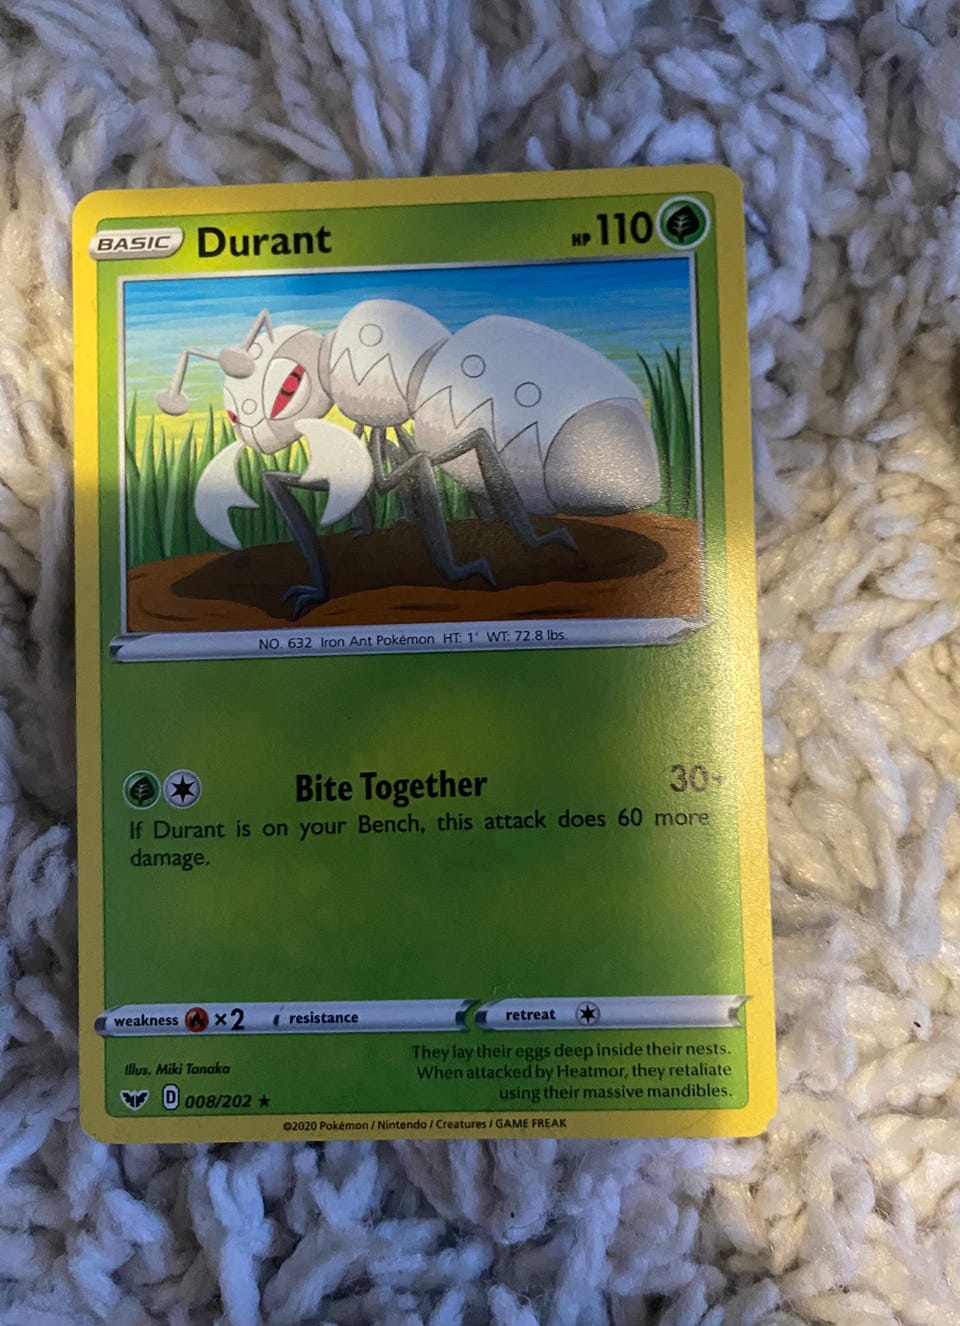 BASIC Durant HP 110
NO. 632 Iron Ant Pokémon HT: 1' WT: 72.8 lbs.
Bite Together 30+
If Durant is on your Bench, this attack does 60 more
damage.
weakness ×2 resistance retreat
Illus. Miki Tanaka
They lay their eggs deep inside their nests.
When attacked by Heatmor, they retaliate
using their massive mandibles.
D 008/202 ★
©2020 Pokémon / Nintendo / Creatures / GAME FREAK